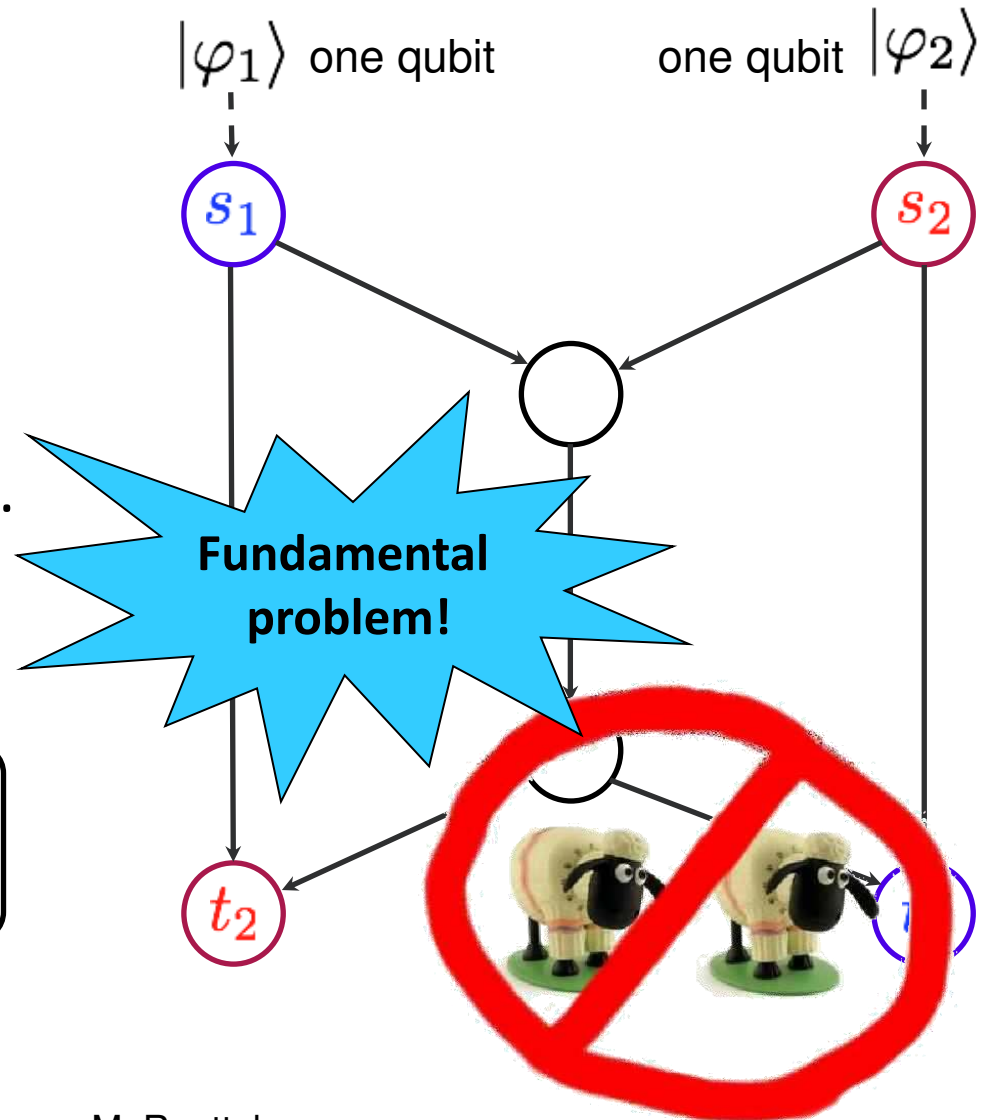 |φ₁⟩ one qubit one qubit |φ₂⟩
s₁ s₂
.
Fundamental
problem!
t₂